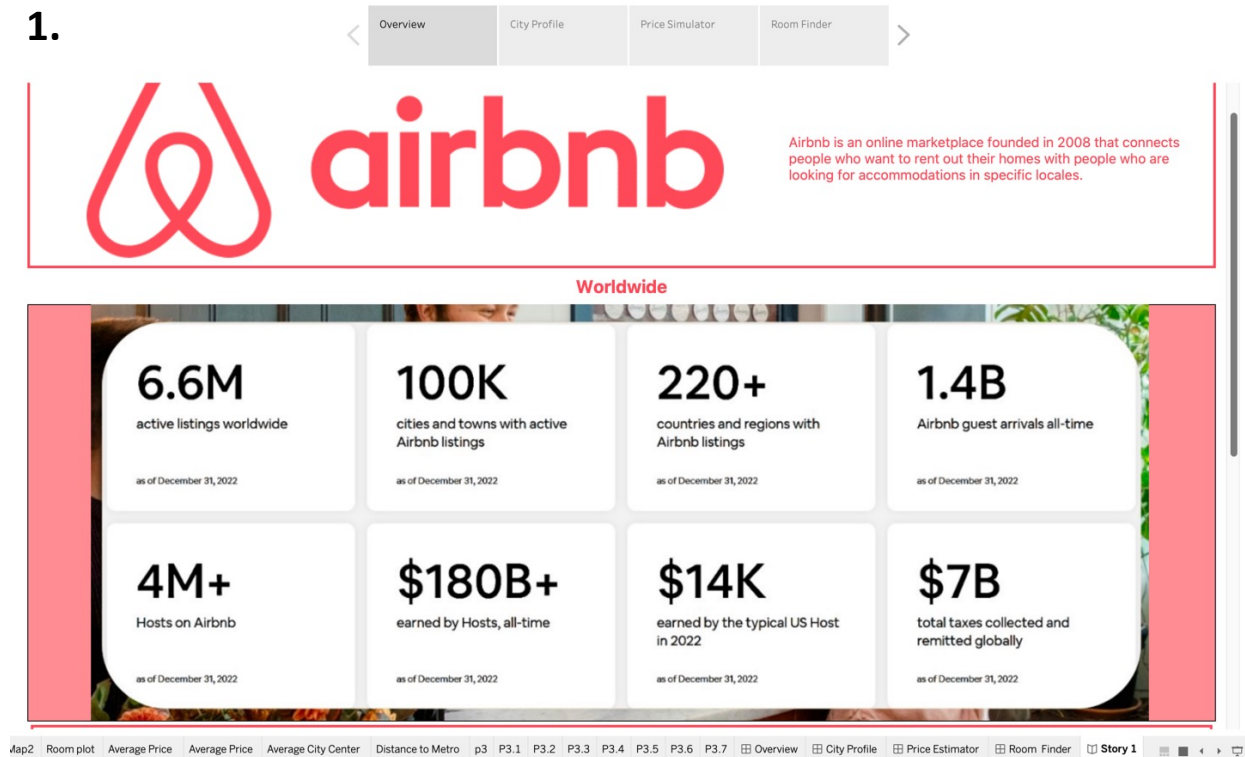 1.
Overview
City Profile
Price Simulator
Room Finder
airbnb
Airbnb is an online marketplace founded in 2008 that connects
people who want to rent out their homes with people who are
looking for accommodations in specific locales.
Worldwide
6.6M
active listings worldwide
as of December 31, 2022
100K
cities and towns with active
Airbnb listings
as of December 31, 2022
220+
countries and regions with
Airbnb listings
as of December 31, 2022
1.4B
Airbnb guest arrivals all-time
as of December 31, 2022
4M+
Hosts on Airbnb
as of December 31, 2022
$180B+
earned by Hosts, all-time
as of December 31, 2022
$14K
earned by the typical US Host
in 2022
as of December 31, 2022
$7B
total taxes collected and
remitted globally
as of December 31, 2022
Map2 Room plot Average Price Average Price Average City Center Distance to Metro p3 P3.1 P3.2 P3.3 P3.4 P3.5 P3.6 P3.7 Overview City Profile Price Estimator Room Finder Story 1